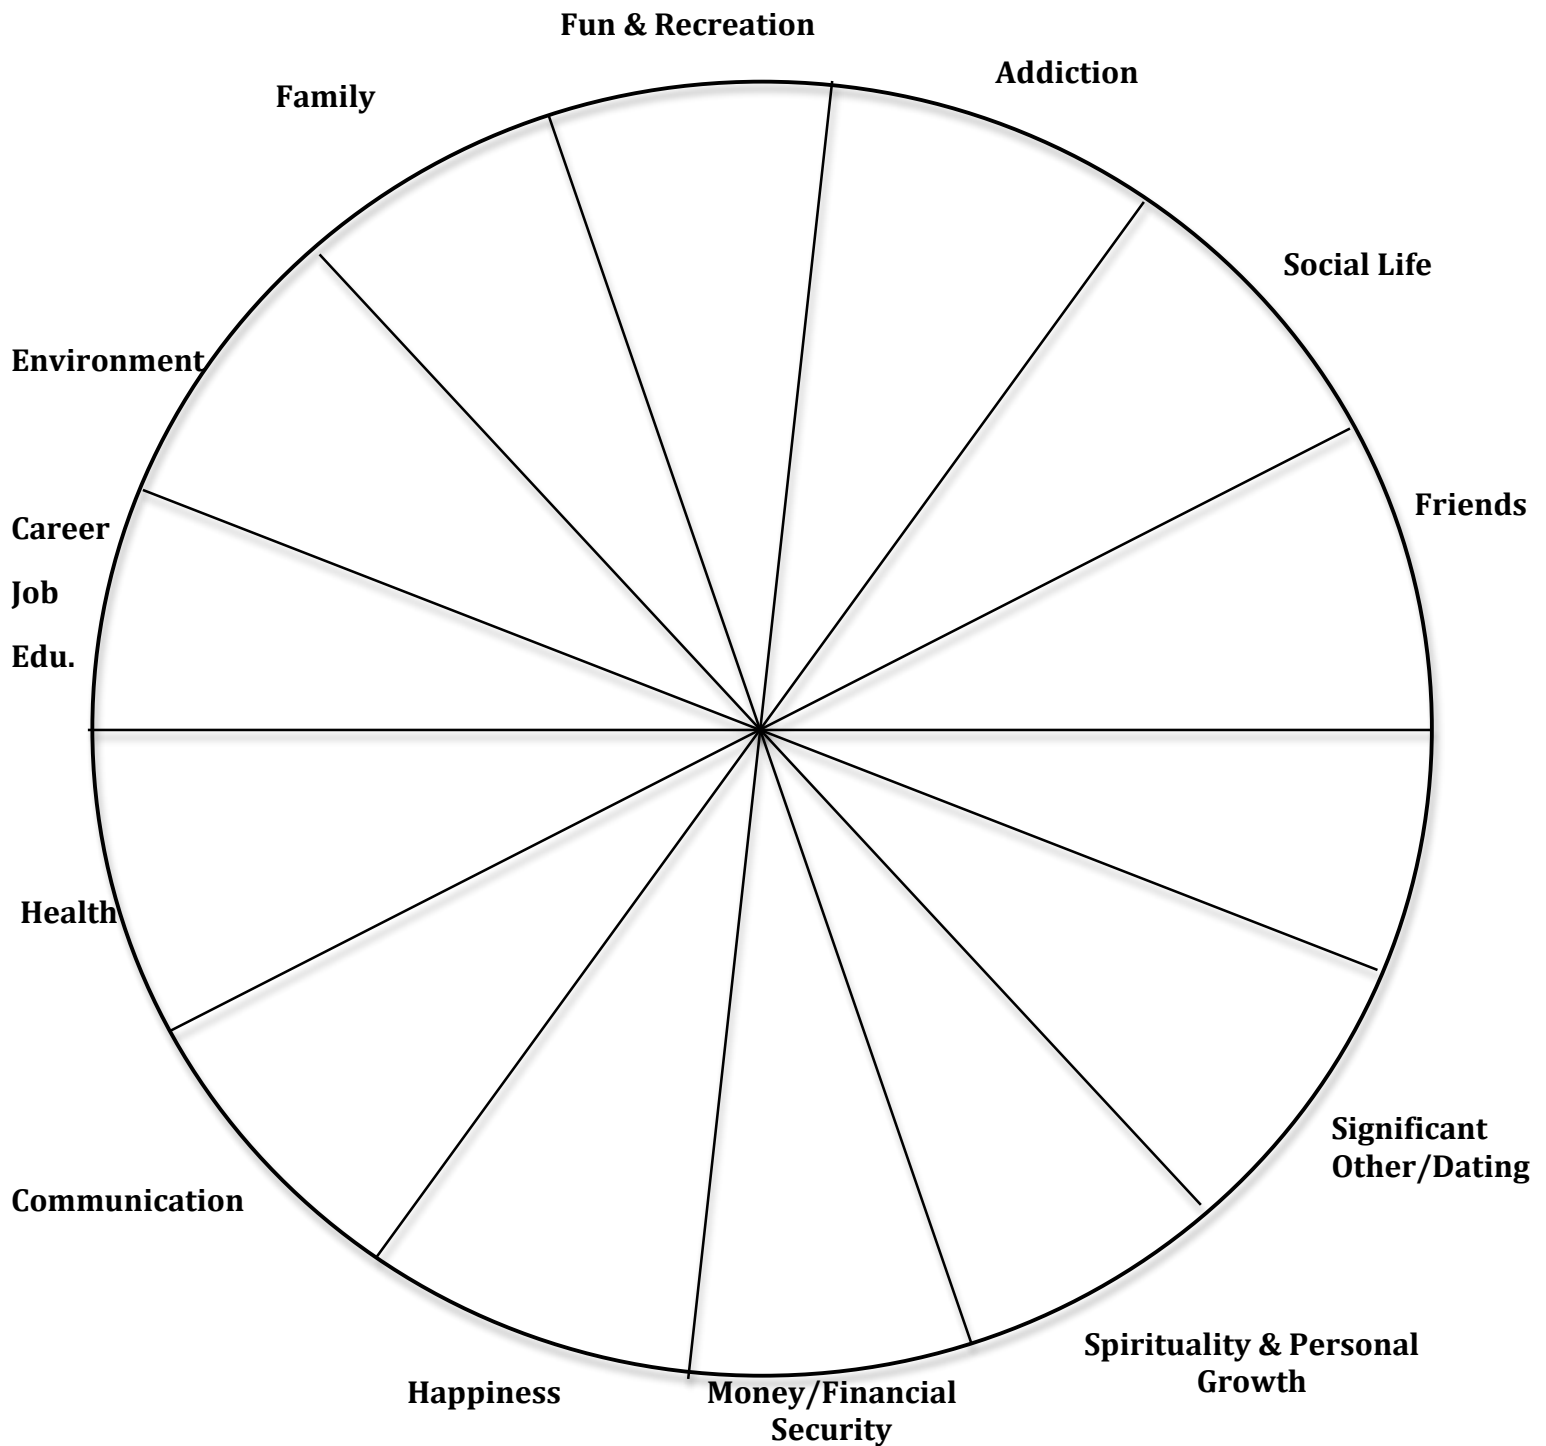 Fun & Recreation
Addiction
Family
Social Life
Environment
Friends
Career
Job
Edu.
Health
Significant
Other/Dating
Communication
Spirituality & Personal
Growth
Happiness
Money/Financial
Security